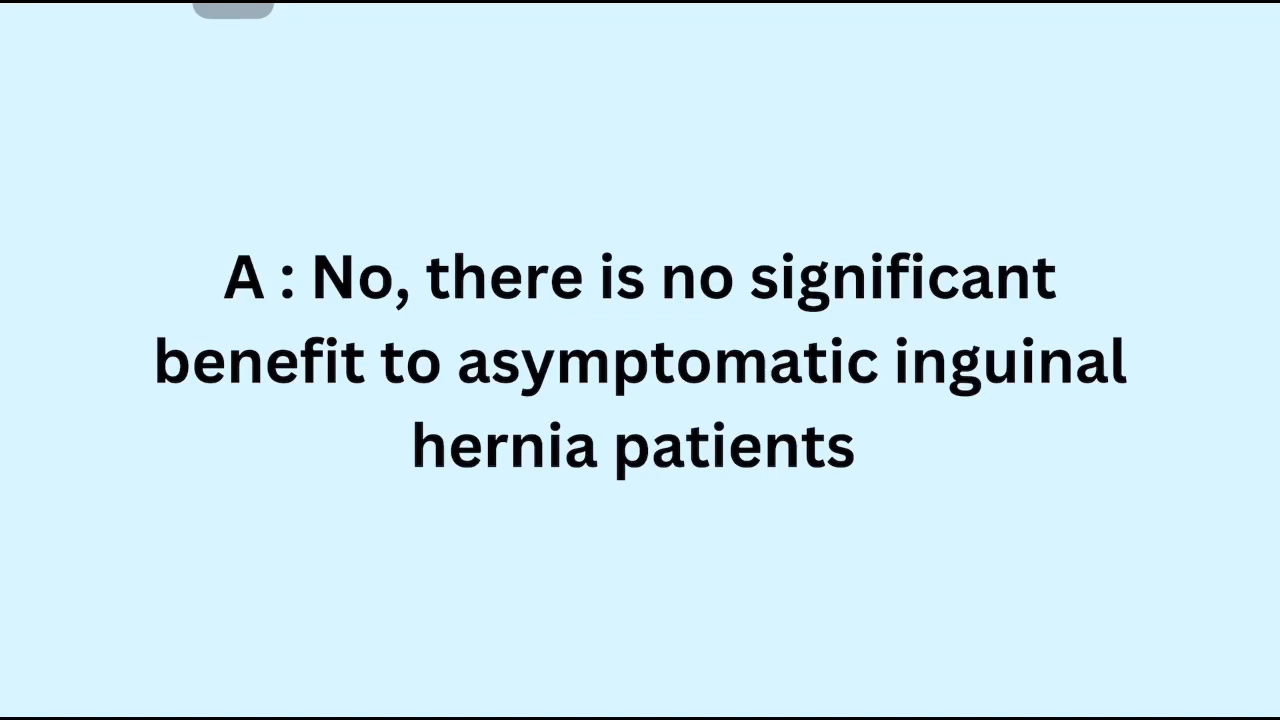 A : No, there is no significant
benefit to asymptomatic inguinal
hernia patients